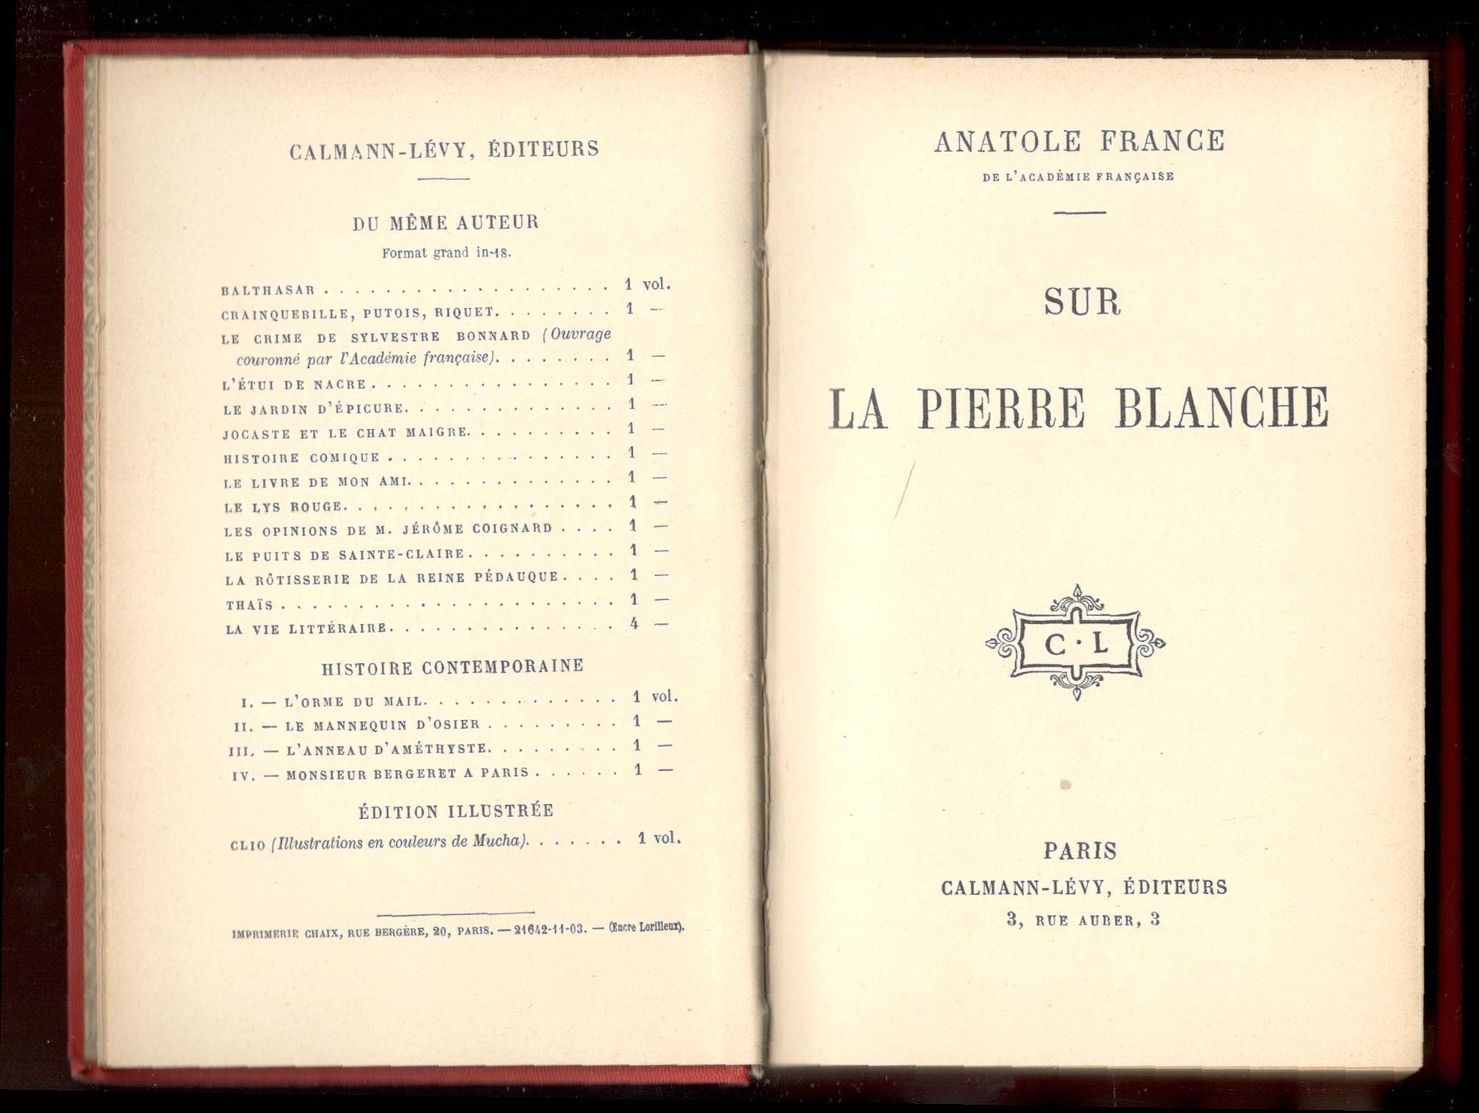 CALMANN-LÉVY, ÉDITEURS
DU MÊME AUTEUR
Format grand in-18.
BALTHASAR . . . . . . . . . . . . . . . . . . . 1 vol.
CRAINQUEBILLE, PUTOIS, RIQUET. . . . . . . . 1 —
LE CRIME DE SYLVESTRE BONNARD (Ouvrage
couronné par l'Académie française). . . . . . . . 1 —
L'ÉTUI DE NACRE . . . . . . . . . . . . . . . . 1 —
LE JARDIN D'ÉPICURE. . . . . . . . . . . . . . 1 —
JOCASTE ET LE CHAT MAIGRE. . . . . . . . . . 1 —
HISTOIRE COMIQUE . . . . . . . . . . . . . . . 1 —
LE LIVRE DE MON AMI. . . . . . . . . . . . . . 1 —
LE LYS ROUGE. . . . . . . . . . . . . . . . . . 1 —
LES OPINIONS DE M. JÉRÔME COIGNARD . . . . 1 —
LE PUITS DE SAINTE-CLAIRE. . . . . . . . . . 1 —
LA RÔTISSERIE DE LA REINE PÉDAUQUE. . . . 1 —
THAÏS . . . . . . . . . . . . . . . . . . . . . . 1 —
LA VIE LITTÉRAIRE. . . . . . . . . . . . . . . 4 —
HISTOIRE CONTEMPORAINE
I. — L'ORME DU MAIL. . . . . . . . . . . . . 1 vol.
II. — LE MANNEQUIN D'OSIER . . . . . . . . . 1 —
III. — L'ANNEAU D'AMÉTHYSTE. . . . . . . . . 1 —
IV. — MONSIEUR BERGERET A PARIS . . . . . . 1 —
ÉDITION ILLUSTRÉE
CLIO (Illustrations en couleurs de Mucha). . . . . . . 1 vol.
IMPRIMERIE CHAIX, RUE BERGÈRE, 20, PARIS. — 21642-11-03. — (Encre Lorilleux).
ANATOLE FRANCE
DE L'ACADÉMIE FRANÇAISE
SUR
LA PIERRE BLANCHE
C · L
PARIS
CALMANN-LÉVY, ÉDITEURS
3, RUE AUBER, 3